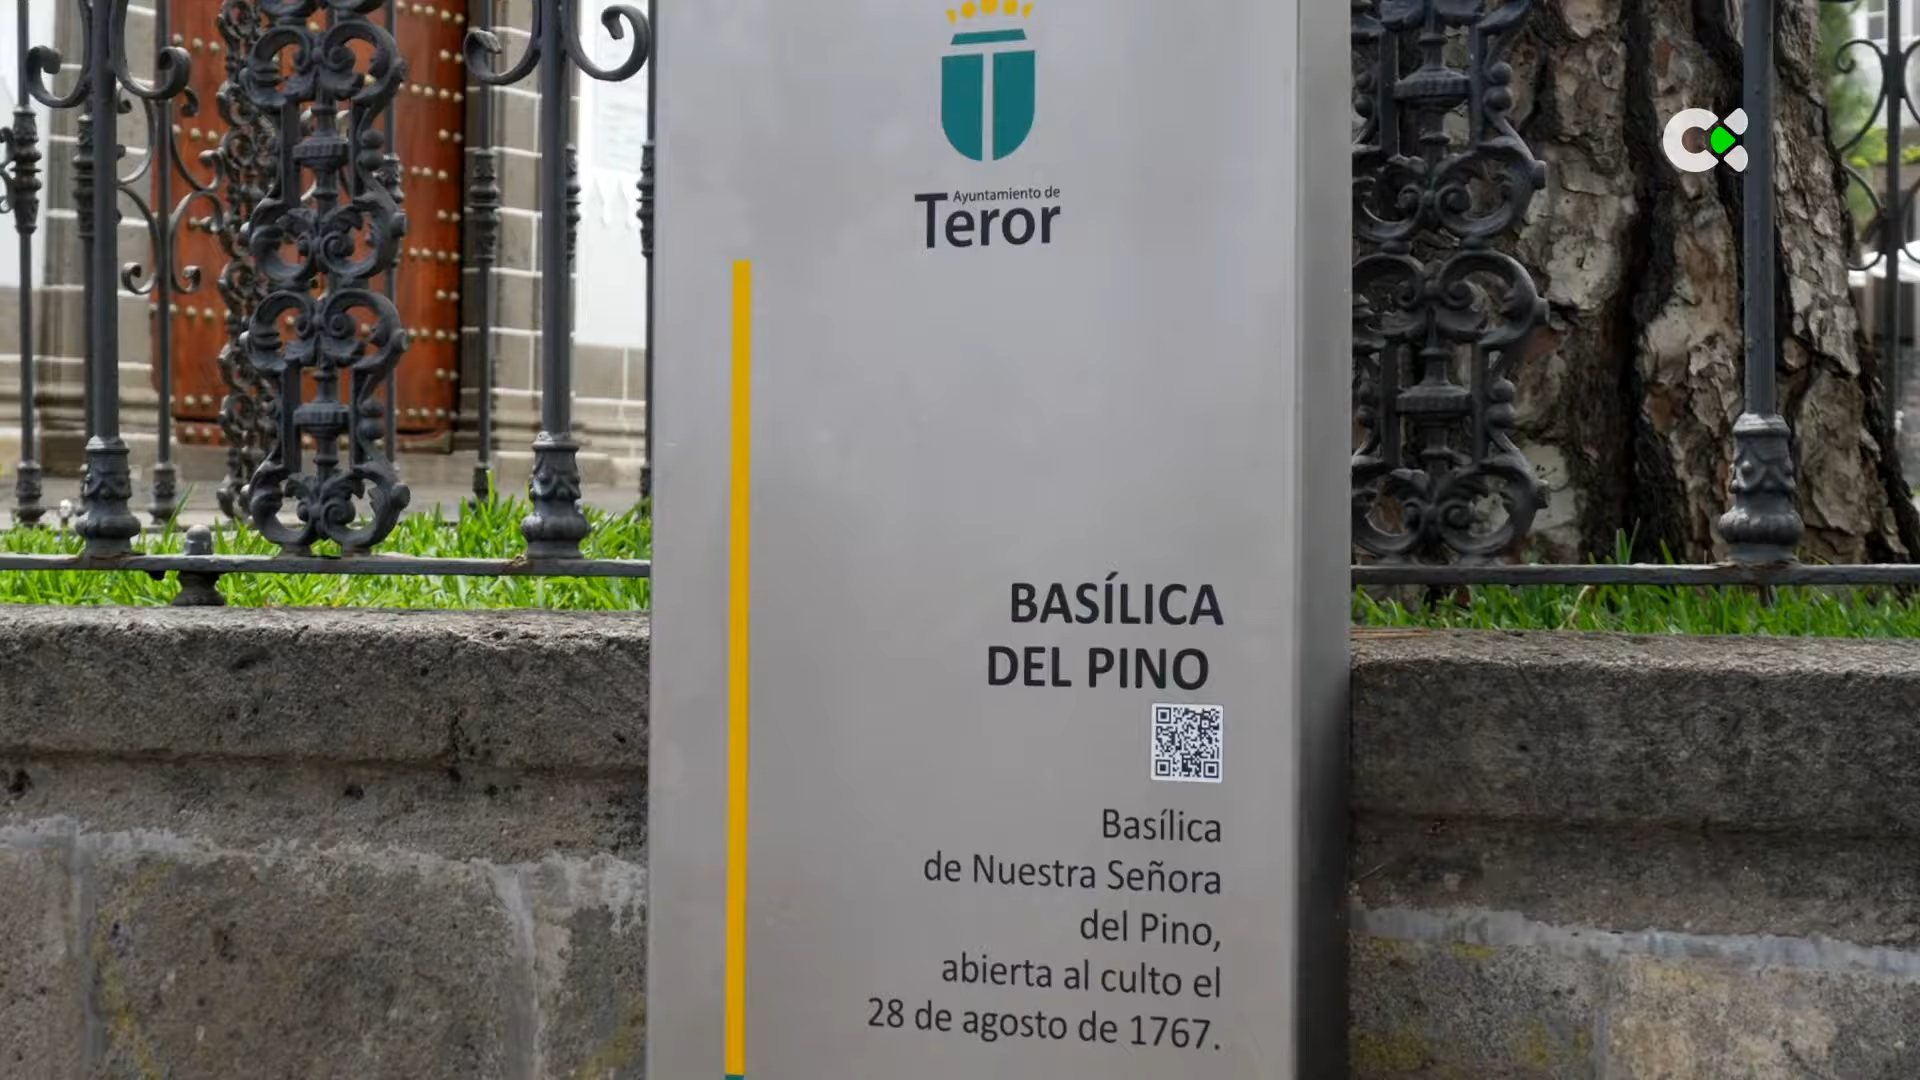 Ayuntamiento de
Teror
BASÍLICA
DEL PINO
Basílica
de Nuestra Señora
del Pino,
abierta al culto el
28 de agosto de 1767.